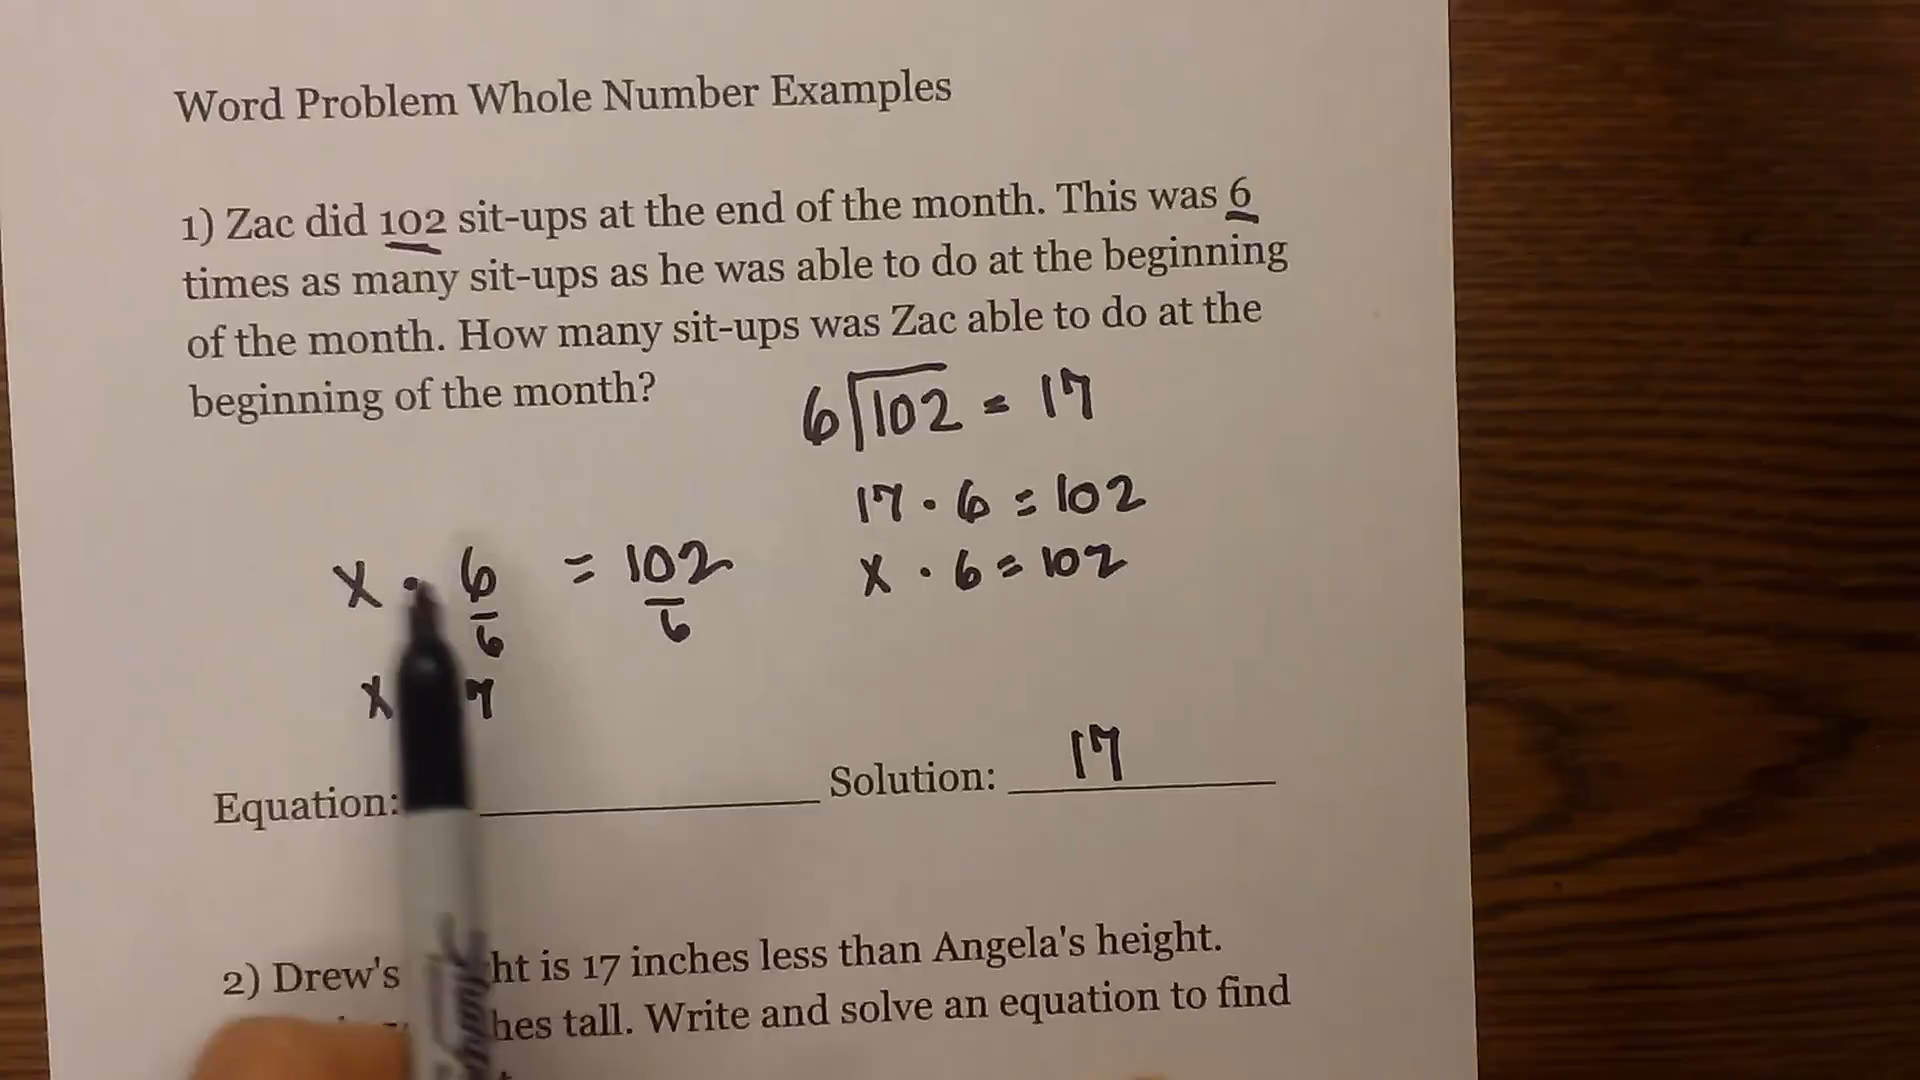 Word Problem Whole Number Examples
1) Zac did 102 sit-ups at the end of the month. This was 6
times as many sit-ups as he was able to do at the beginning
of the month. How many sit-ups was Zac able to do at the
beginning of the month?
6⟌102 = 17
17 · 6 = 102
x · 6 = 102
x · 6 = 102
6 6
x 7
Equation: ____________ Solution: 17
2) Drew's ht is 17 inches less than Angela's height.
hes tall. Write and solve an equation to find